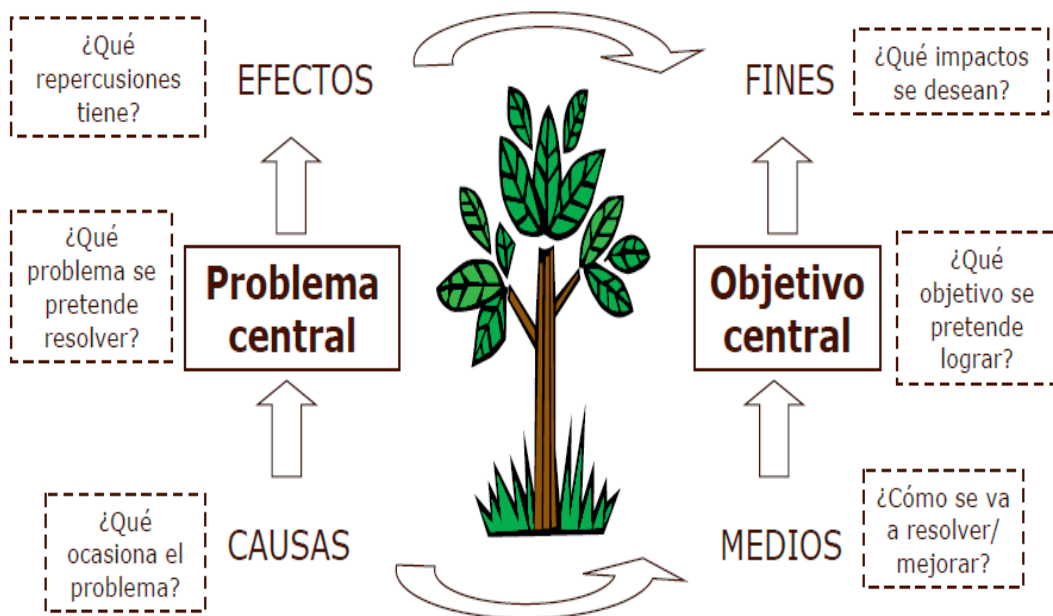 ¿Qué
repercusiones
tiene?
EFECTOS
FINES
¿Qué impactos
se desean?
¿Qué
problema se
pretende
resolver?
Problema
central
Objetivo
central
¿Qué
objetivo se
pretende
lograr?
¿Qué
ocasiona el
problema?
CAUSAS
MEDIOS
¿Cómo se va
a resolver/
mejorar?